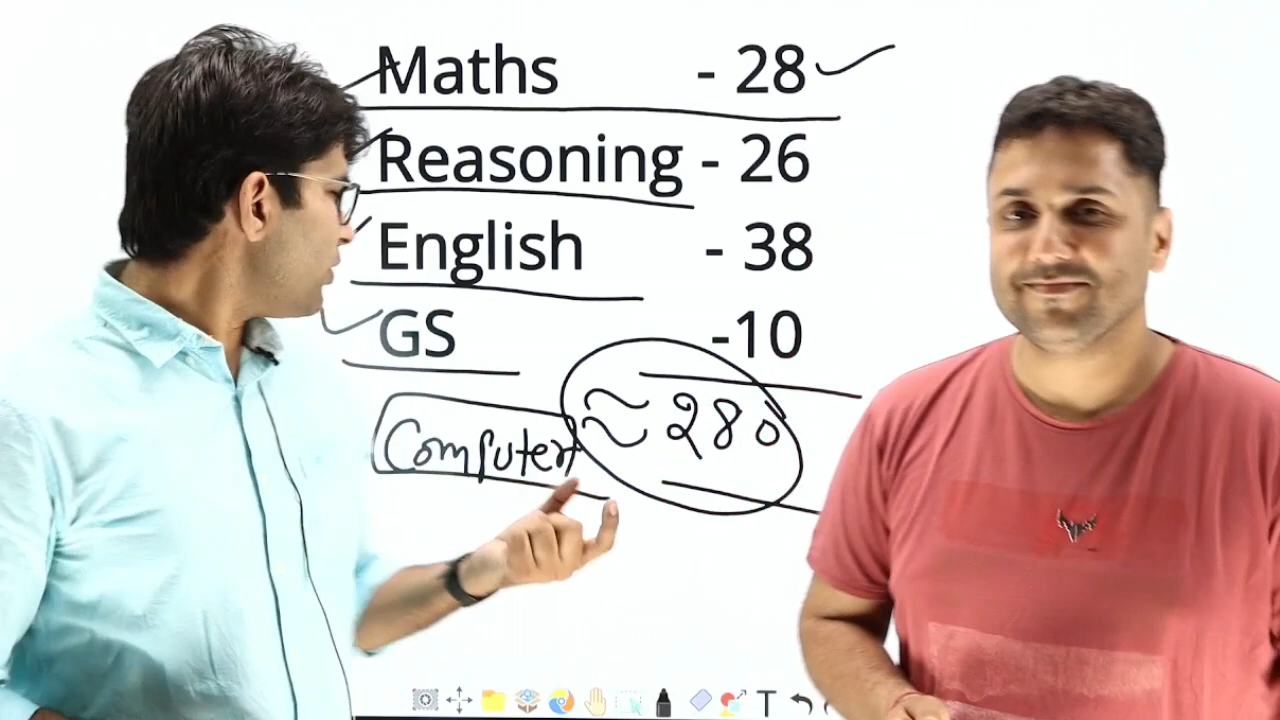 Maths - 28
Reasoning - 26
English - 38
GS -10
Computer ≈ 280
T